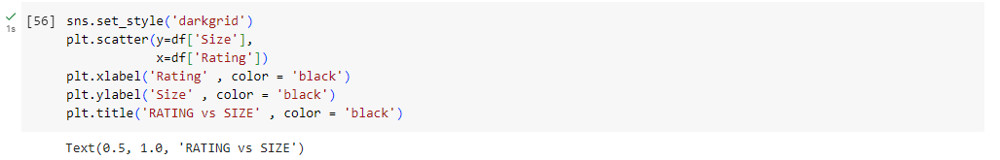 [56] sns.set_style('darkgrid')
1s
plt.scatter(y=df['Size'],
x=df['Rating'])
plt.xlabel('Rating' , color = 'black')
plt.ylabel('Size' , color = 'black')
plt.title('RATING vs SIZE' , color = 'black')
Text(0.5, 1.0, 'RATING vs SIZE')